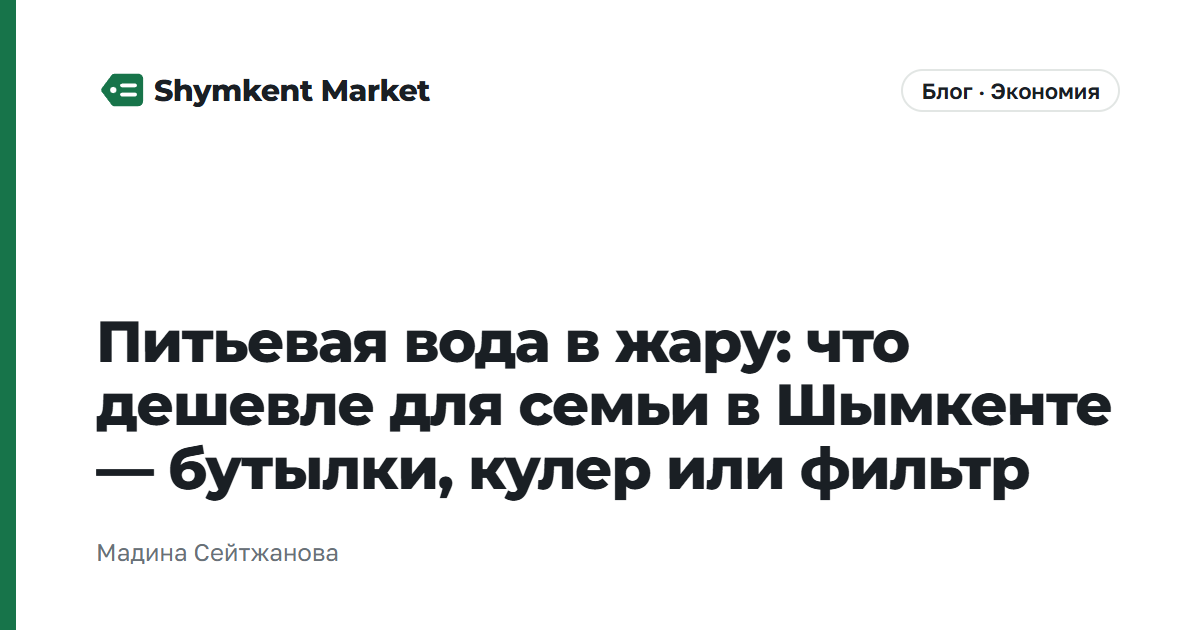 Shymkent Market
Блог · Экономия
Питьевая вода в жару: что
дешевле для семьи в Шымкенте
— бутылки, кулер или фильтр
Мадина Сейтжанова